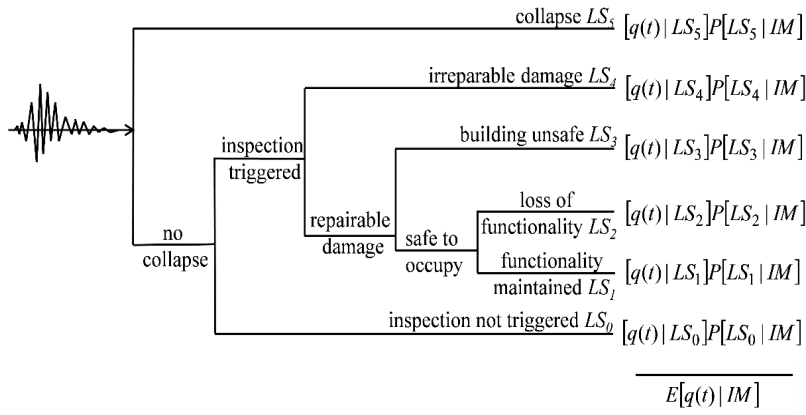 collapse LS5 [q(t) | LS5]P[LS5 | IM]
irreparable damage LS4 [q(t) | LS4]P[LS4 | IM]
building unsafe LS3 [q(t) | LS3]P[LS3 | IM]
inspection
triggered
loss of
functionality LS2 [q(t) | LS2]P[LS2 | IM]
repairable
damage
no
collapse
safe to
occupy
functionality
maintained LS1 [q(t) | LS1]P[LS1 | IM]
inspection not triggered LS0 [q(t) | LS0]P[LS0 | IM]
E[q(t) | IM]